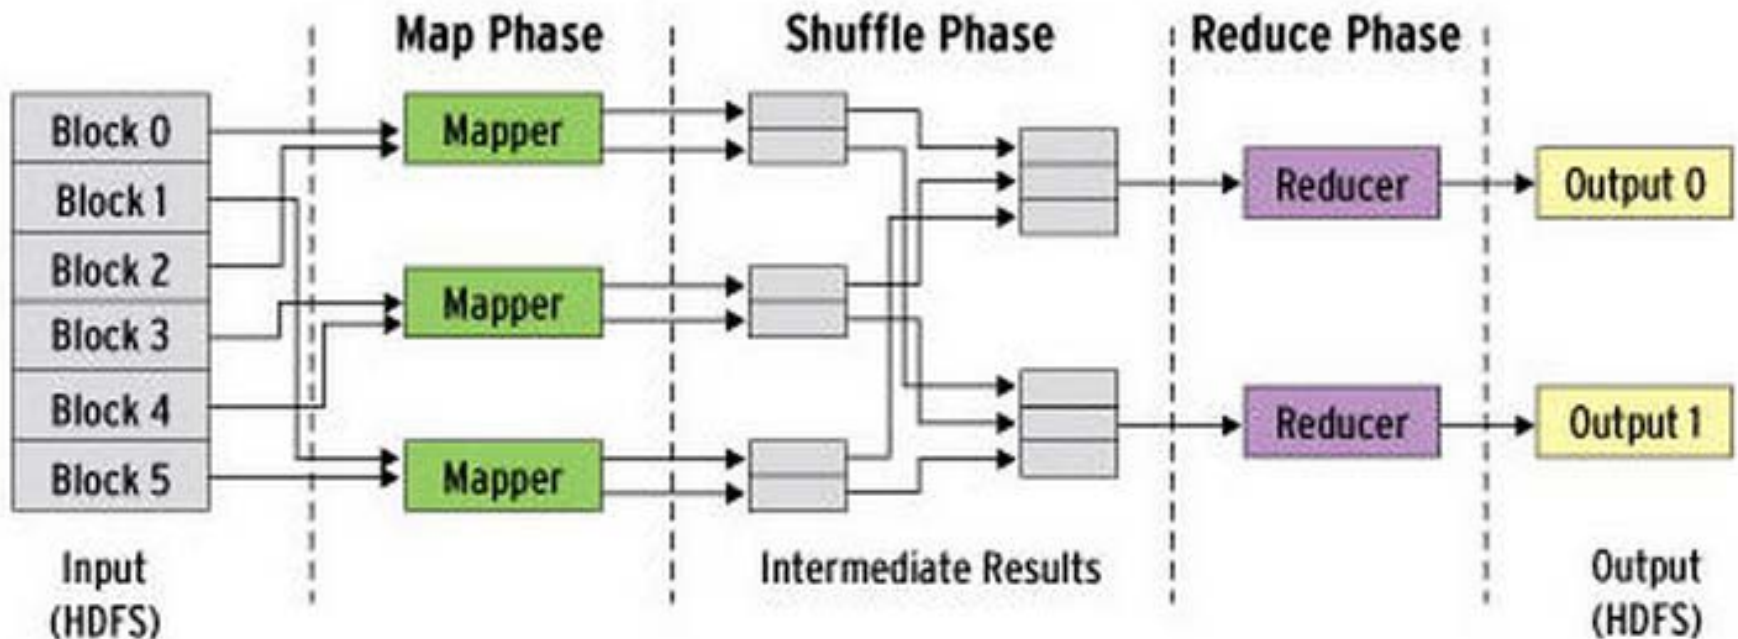 Map Phase
Shuffle Phase
Reduce Phase
Block 0
Block 1
Block 2
Block 3
Block 4
Block 5
Mapper
Mapper
Mapper
Reducer
Reducer
Output 0
Output 1
Input
(HDFS)
Intermediate Results
Output
(HDFS)